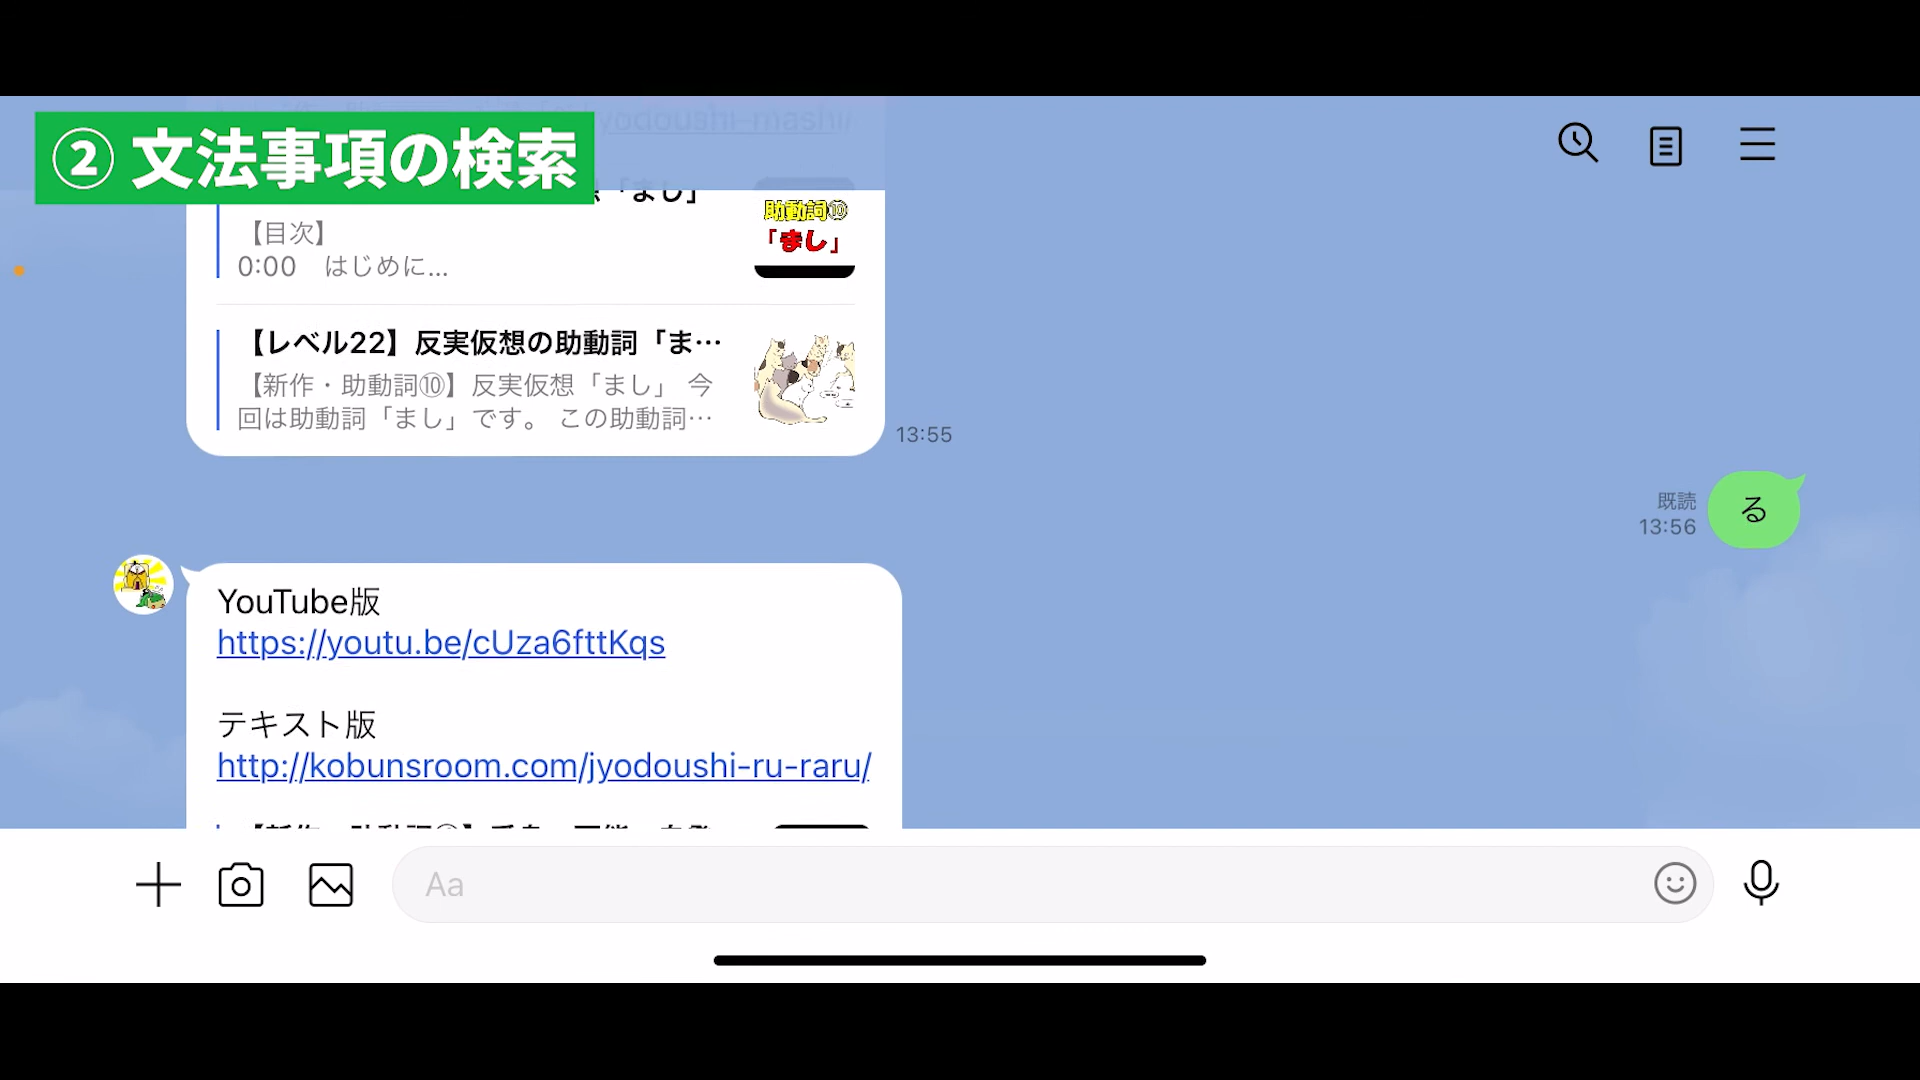 ②文法事項の検索
yodoushi-mashi
「まし」
【目次】
0:00 はじめに...
助動詞⑩
「まし」
【レベル22】反実仮想の助動詞「ま…
【新作・助動詞⑩】反実仮想「まし」 今
回は助動詞「まし」です。 この助動詞…
13:55
既読
13:56
る
YouTube版
https://youtu.be/cUza6fttKqs
テキスト版
http://kobunsroom.com/jyodoushi-ru-raru/
Aa